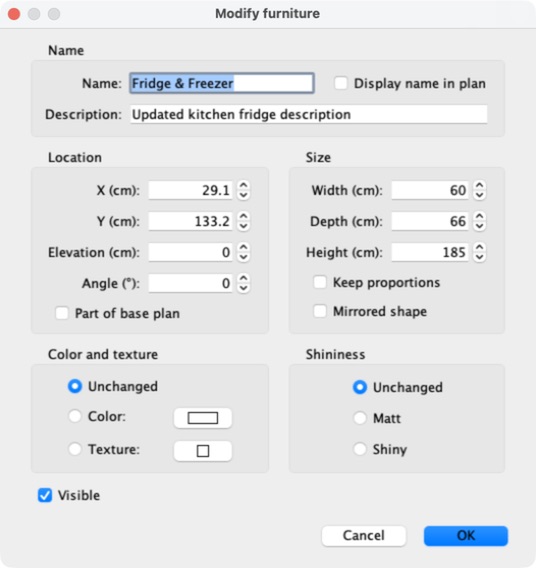 Modify furniture
Name
Name: Fridge & Freezer Display name in plan
Description: Updated kitchen fridge description
Location Size
X (cm): 29.1 Width (cm): 60
Y (cm): 133.2 Depth (cm): 66
Elevation (cm): 0 Height (cm): 185
Angle (°): 0 Keep proportions
Part of base plan Mirrored shape
Color and texture Shininess
Unchanged Unchanged
Color: Matt
Texture: Shiny
Visible
Cancel OK